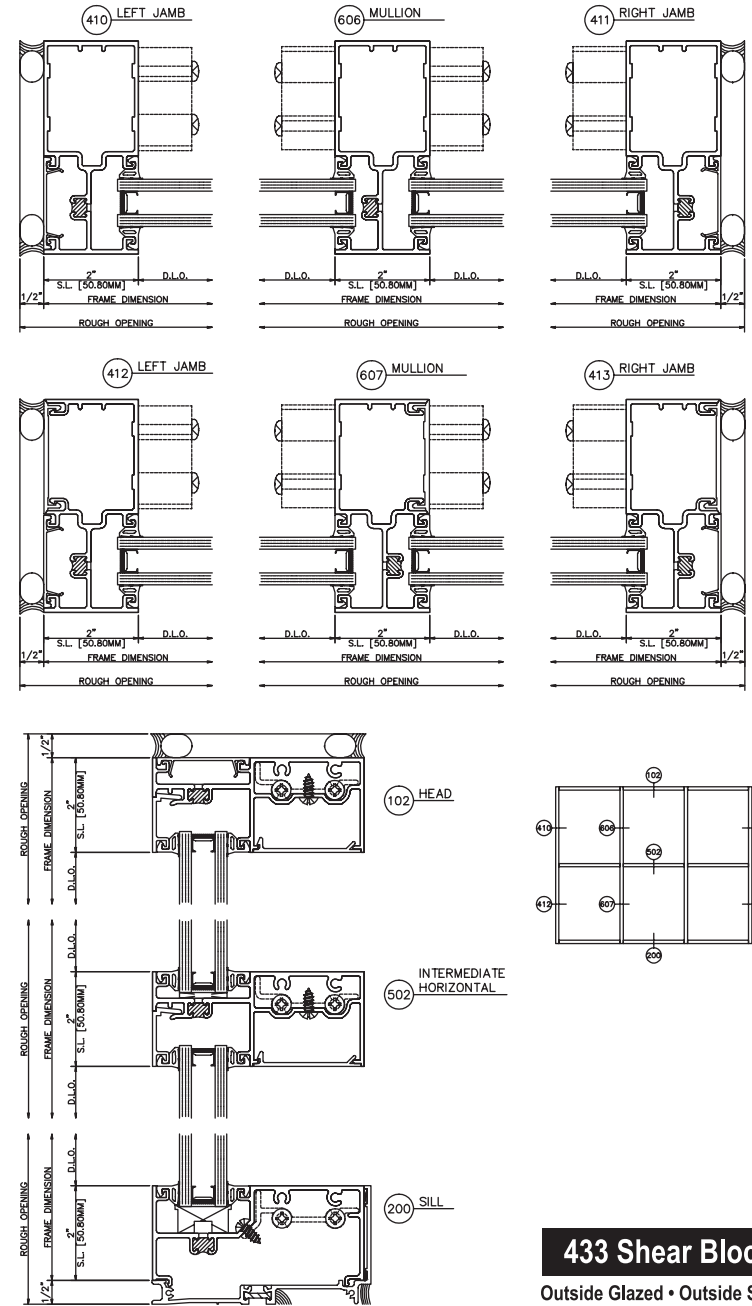 410 LEFT JAMB
606 MULLION
411 RIGHT JAMB
2" D.L.O.
S.L. [50.80MM]
1/2" FRAME DIMENSION
ROUGH OPENING
D.L.O. 2" D.L.O.
S.L. [50.80MM]
FRAME DIMENSION
ROUGH OPENING
D.L.O. 2"
S.L. [50.80MM]
FRAME DIMENSION 1/2"
ROUGH OPENING
412 LEFT JAMB
607 MULLION
413 RIGHT JAMB
2" D.L.O.
S.L. [50.80MM]
1/2" FRAME DIMENSION
ROUGH OPENING
D.L.O. 2" D.L.O.
S.L. [50.80MM]
FRAME DIMENSION
ROUGH OPENING
D.L.O. 2"
S.L. [50.80MM]
FRAME DIMENSION 1/2"
ROUGH OPENING
102 HEAD
ROUGH OPENING
1/2"
FRAME DIMENSION
2"
S.L. [50.80MM]
D.L.O.
502 INTERMEDIATE
HORIZONTAL
ROUGH OPENING
FRAME DIMENSION
D.L.O.
2"
S.L. [50.80MM]
D.L.O.
200 SILL
ROUGH OPENING
FRAME DIMENSION
1/2"
D.L.O.
2"
S.L. [50.80MM]
102
410
606
502
412
607
200
433 Shear Bloc
Outside Glazed • Outside S